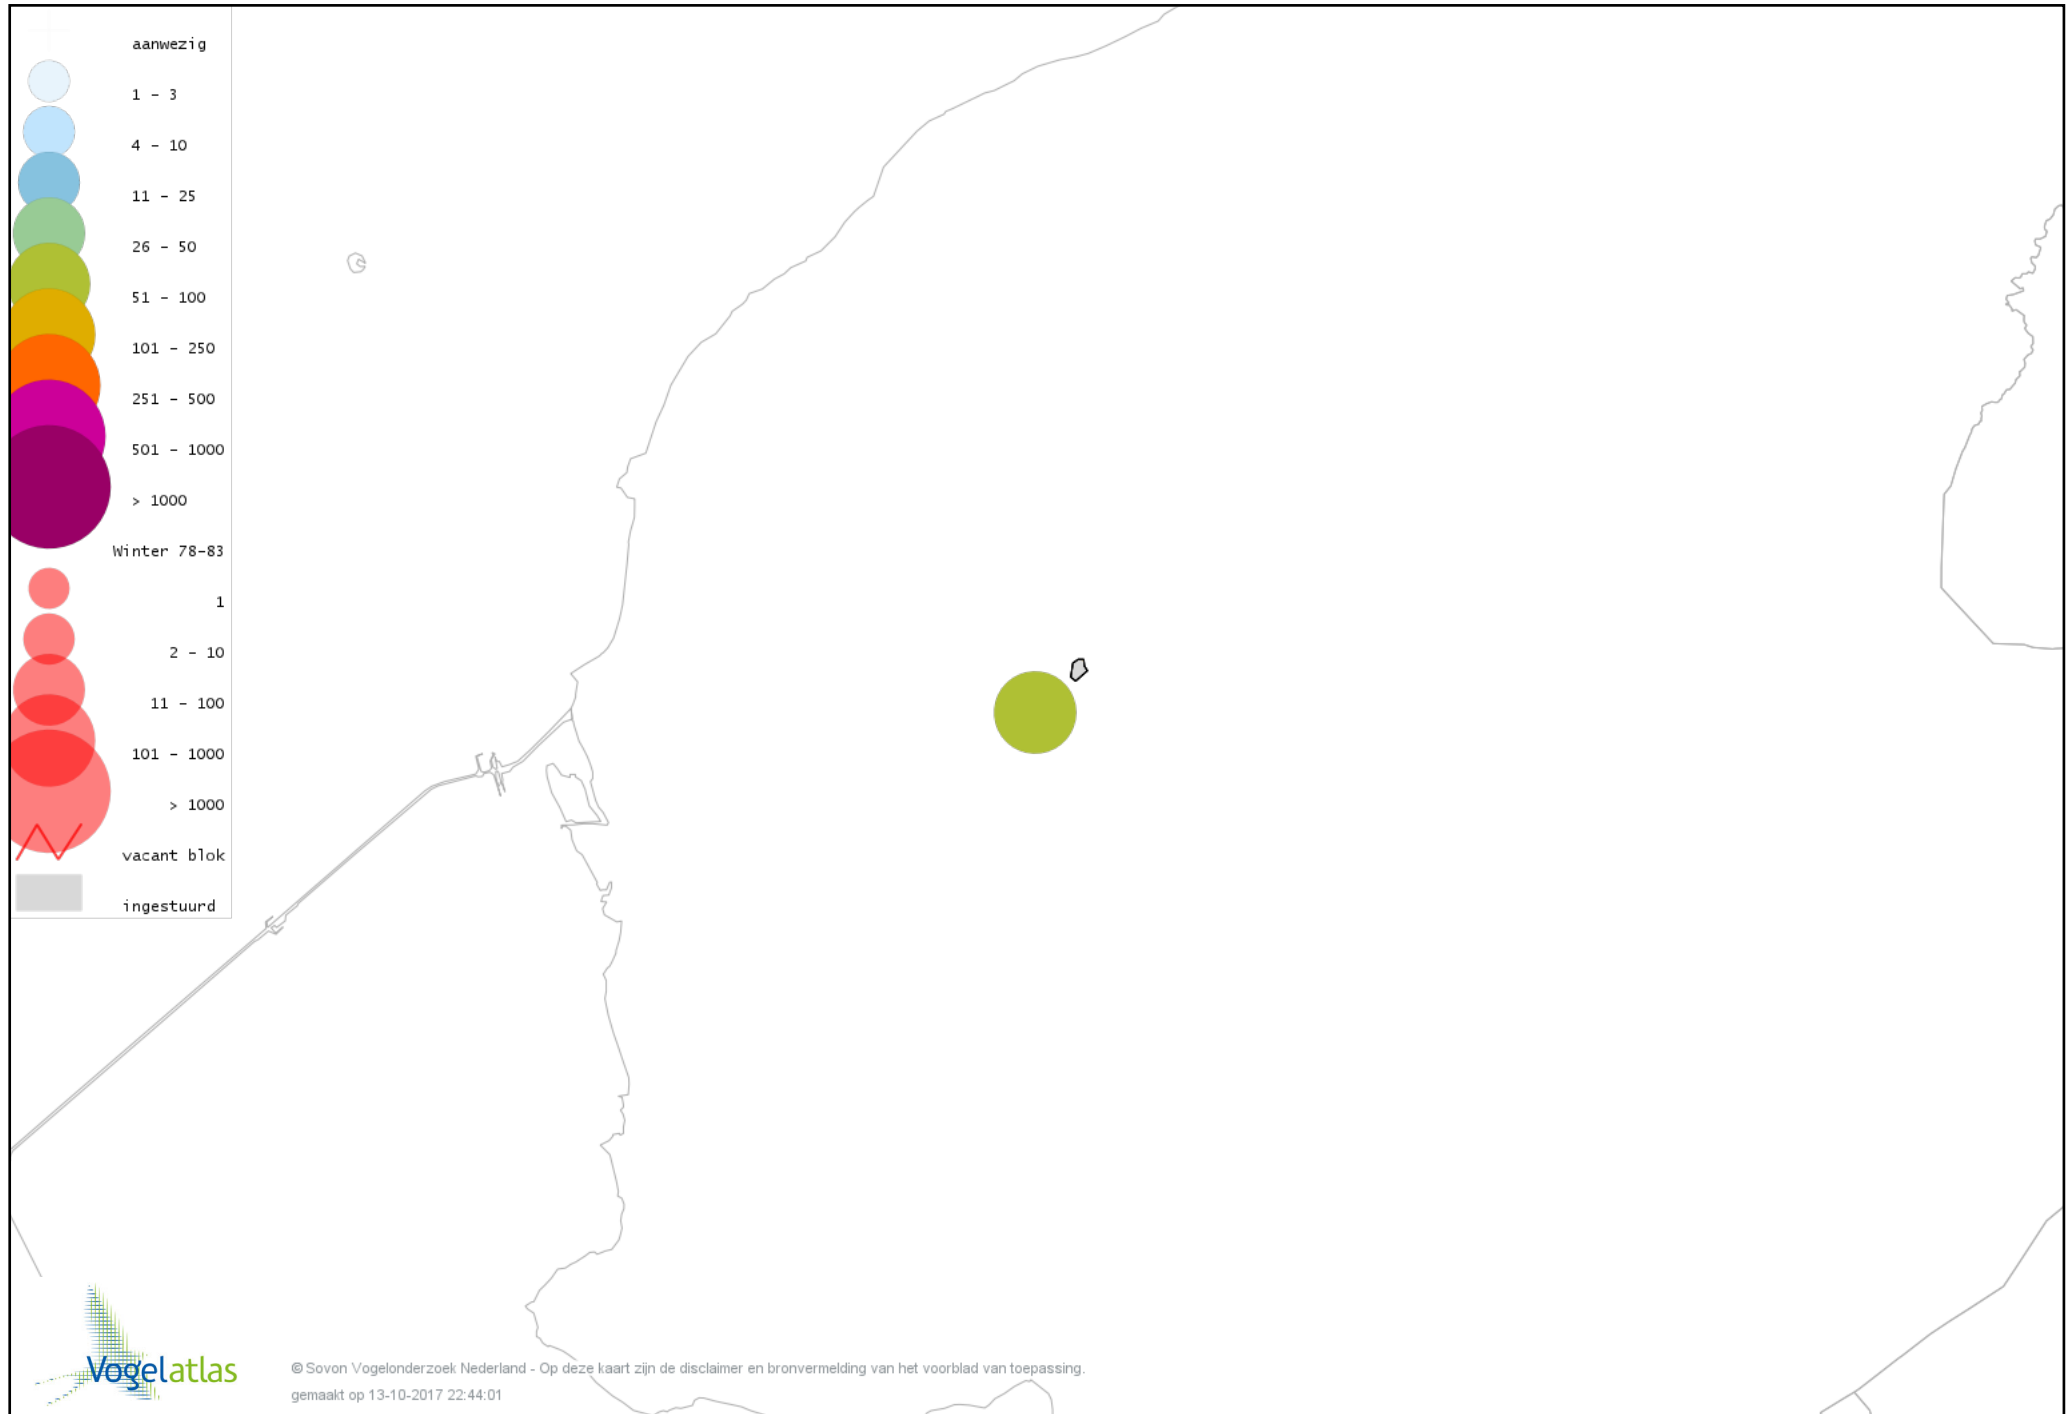 aanwezig
1 - 3
4 - 10
11 - 25
26 - 50
51 - 100
101 - 250
251 - 500
501 - 1000
> 1000
Winter 78-83
1
2 - 10
11 - 100
101 - 1000
> 1000
vacant blok
ingestuurd
Vogelatlas
© Sovon Vogelonderzoek Nederland - Op deze kaart zijn de disclaimer en bronvermelding van het voorblad van toepassing.
gemaakt op 13-10-2017 22:44:01